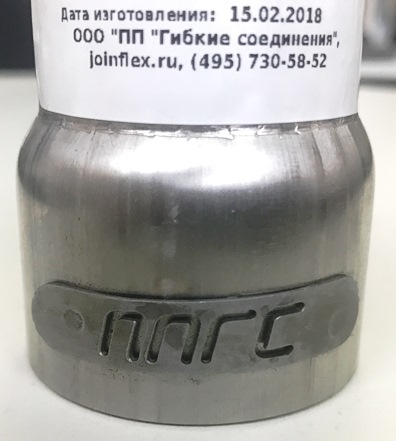 Дата изготовления: 15.02.2018
ООО "ПП "Гибкие соединения",
joinflex.ru, (495) 730-58-52
ППГС